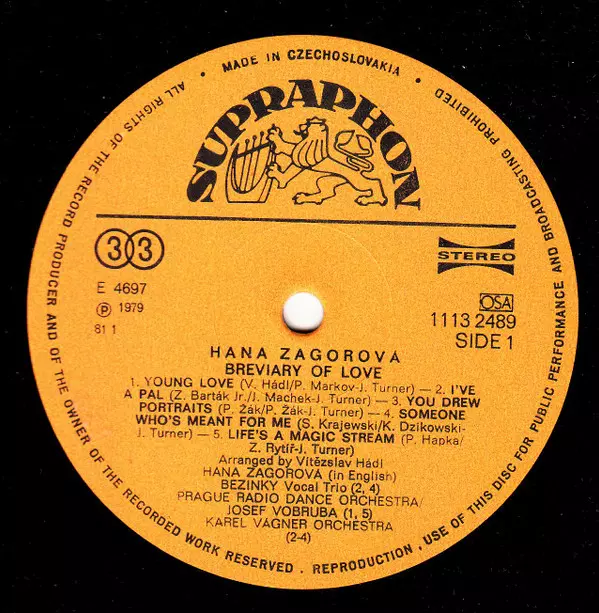 • MADE IN CZECHOSLOVAKIA •
ALL RIGHTS OF THE RECORD PRODUCER AND OF THE OWNER OF THE RECORDED WORK RESERVED . REPRODUCTION , USE OF THIS DISC FOR PUBLIC PERFORMANCE AND BROADCASTING PROHIBITED
SUPRAPHON
33
STEREO
E 4697
Ⓟ 1979
81 1
OSA
1113 2489
SIDE 1
HANA ZAGOROVA
BREVIARY OF LOVE
1. YOUNG LOVE (V. Hádl/P. Markov-J. Turner) — 2. I'VE
A PAL (Z. Barták Jr./J. Machek-J. Turner) — 3. YOU DREW
PORTRAITS (P. Žák/P. Žák-J. Turner) — 4. SOMEONE
WHO'S MEANT FOR ME (S. Krajewski/K. Dzikowski-
J. Turner) — 5. LIFE'S A MAGIC STREAM (P. Hapka/
Z. Rytíř-J. Turner)
Arranged by Vítězslav Hádl
HANA ZAGOROVA (in English)
BEZINKY Vocal Trio (2, 4)
PRAGUE RADIO DANCE ORCHESTRA/
JOSEF VOBRUBA (1, 5)
KAREL VÁGNER ORCHESTRA
(2-4)